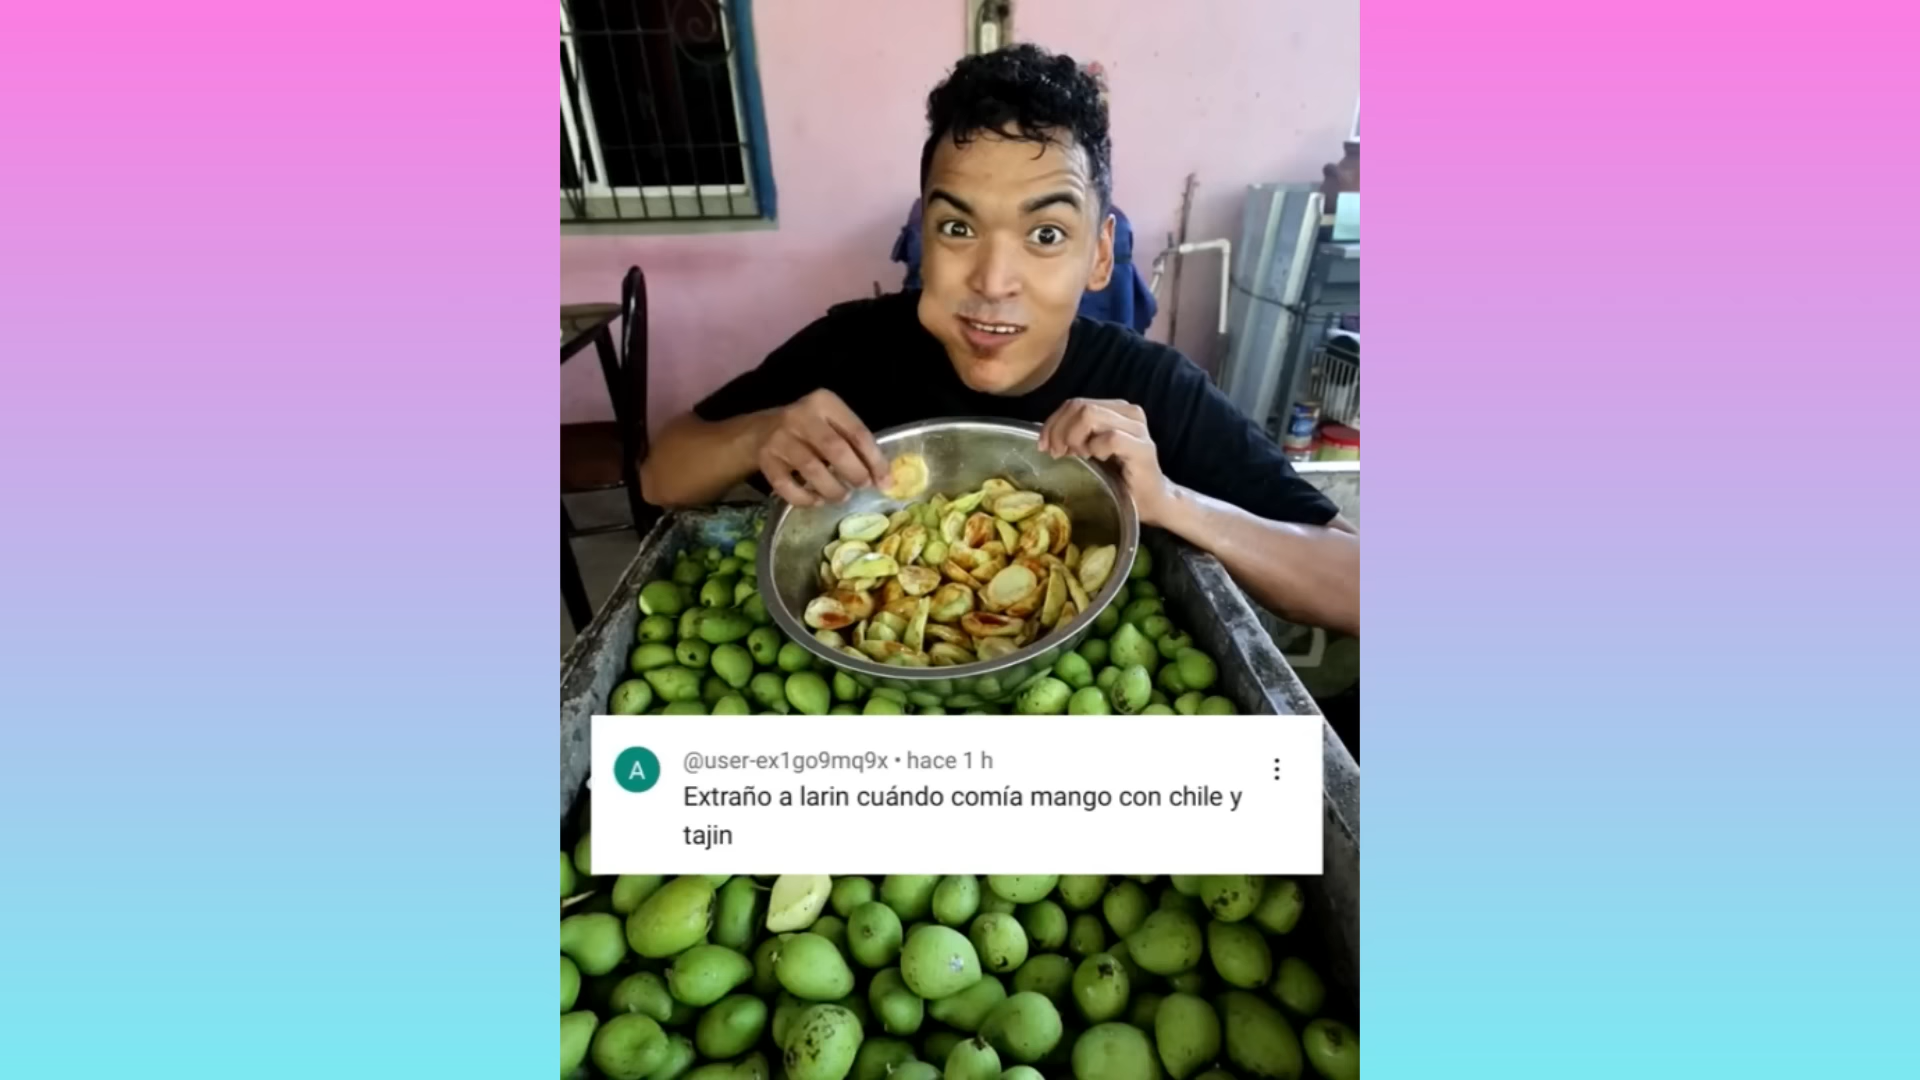 A
@user-ex1go9mq9x • hace 1 h
Extraño a larin cuándo comía mango con chile y
tajin